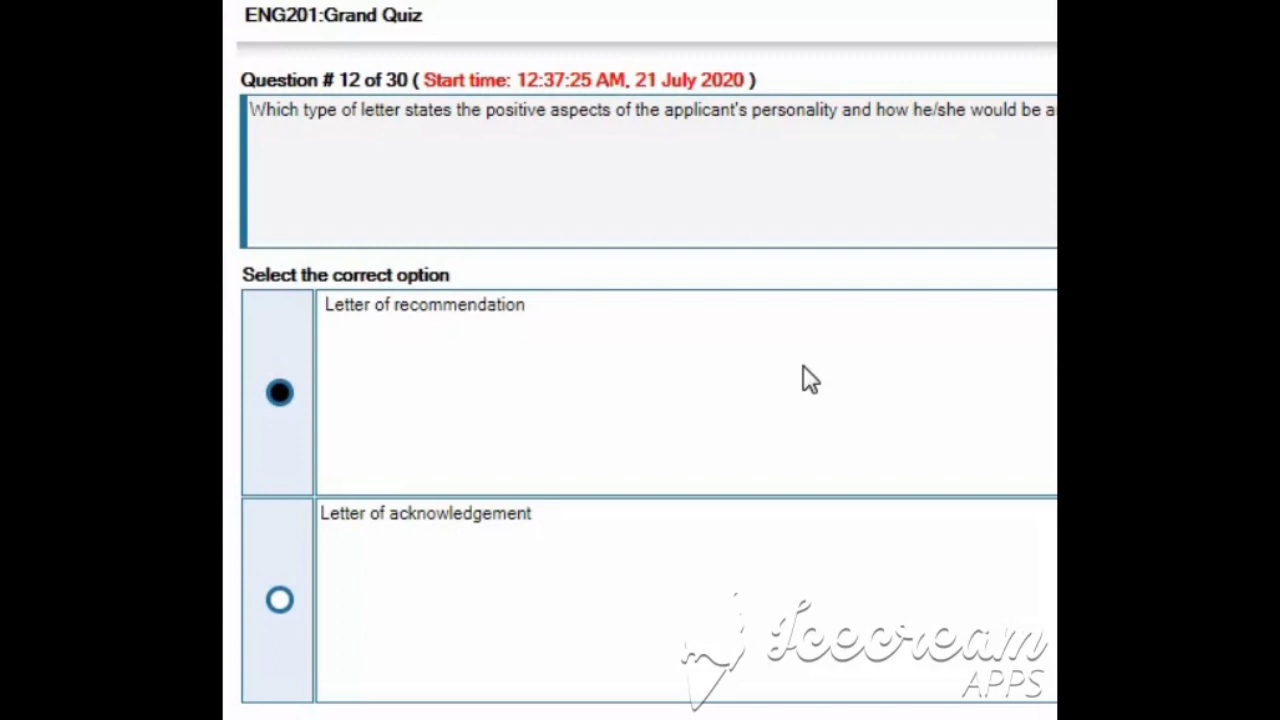 ENG201:Grand Quiz
Question # 12 of 30 ( Start time: 12:37:25 AM, 21 July 2020 )
Which type of letter states the positive aspects of the applicant's personality and how he/she would be
Select the correct option
Letter of recommendation
Letter of acknowledgement
Icecream
APPS